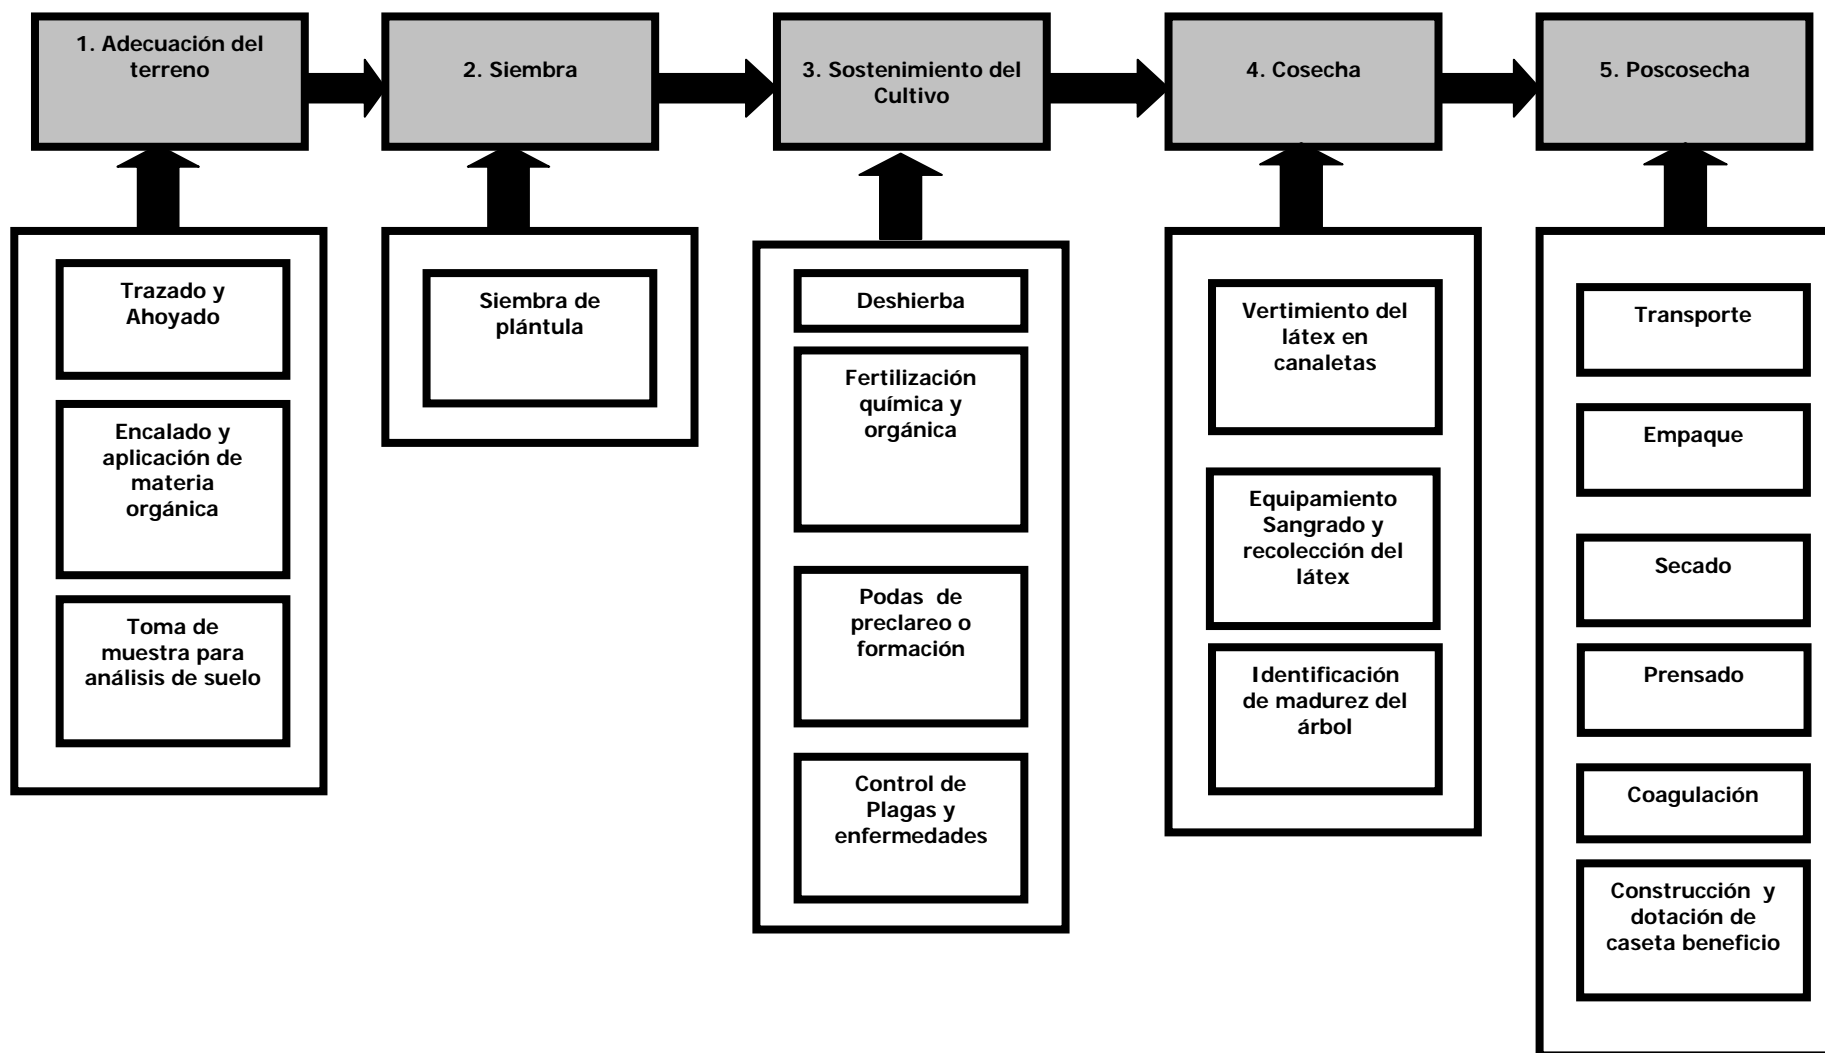 1. Adecuación del
terreno
2. Siembra
3. Sostenimiento del
Cultivo
4. Cosecha
5. Poscosecha
Trazado y
Ahoyado
Encalado y
aplicación de
materia
orgánica
Toma de
muestra para
análisis de suelo
Siembra de
plántula
Deshierba
Fertilización
química y
orgánica
Podas de
preclareo o
formación
Control de
Plagas y
enfermedades
Vertimiento del
látex en
canaletas
Equipamiento
Sangrado y
recolección del
látex
Identificación
de madurez del
árbol
Transporte
Empaque
Secado
Prensado
Coagulación
Construcción y
dotación de
caseta beneficio